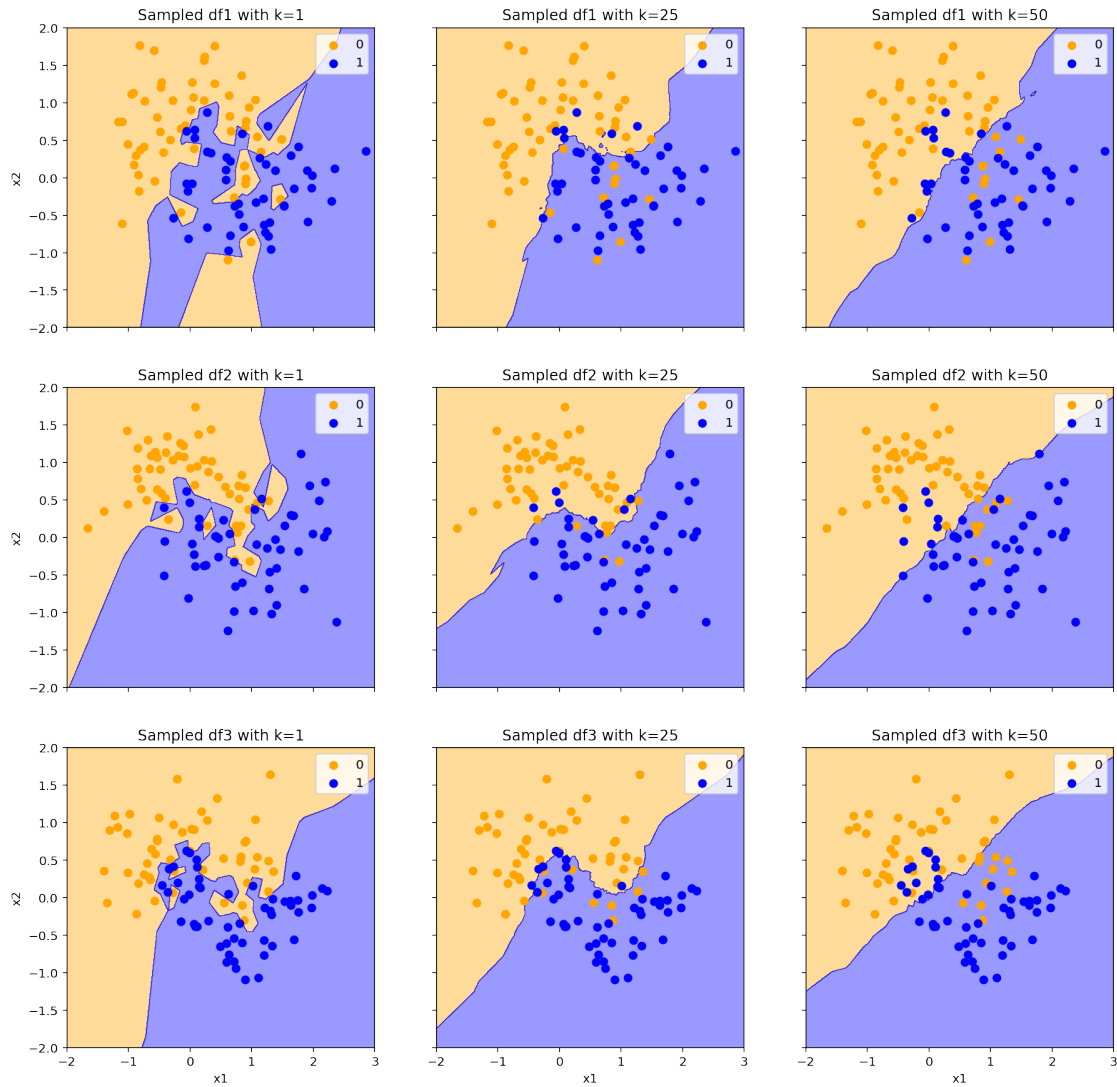 Sampled df1 with k=1
Sampled df1 with k=25
Sampled df1 with k=50
2.0
1.5
1.0
0.5
0.0
−0.5
−1.0
−1.5
−2.0
x2
0
1
0
1
0
1
Sampled df2 with k=1
Sampled df2 with k=25
Sampled df2 with k=50
2.0
1.5
1.0
0.5
0.0
−0.5
−1.0
−1.5
−2.0
x2
0
1
0
1
0
1
Sampled df3 with k=1
Sampled df3 with k=25
Sampled df3 with k=50
2.0
1.5
1.0
0.5
0.0
−0.5
−1.0
−1.5
−2.0
x2
0
1
0
1
0
1
−2 −1 0 1 2 3
−2 −1 0 1 2 3
−2 −1 0 1 2 3
x1
x1
x1